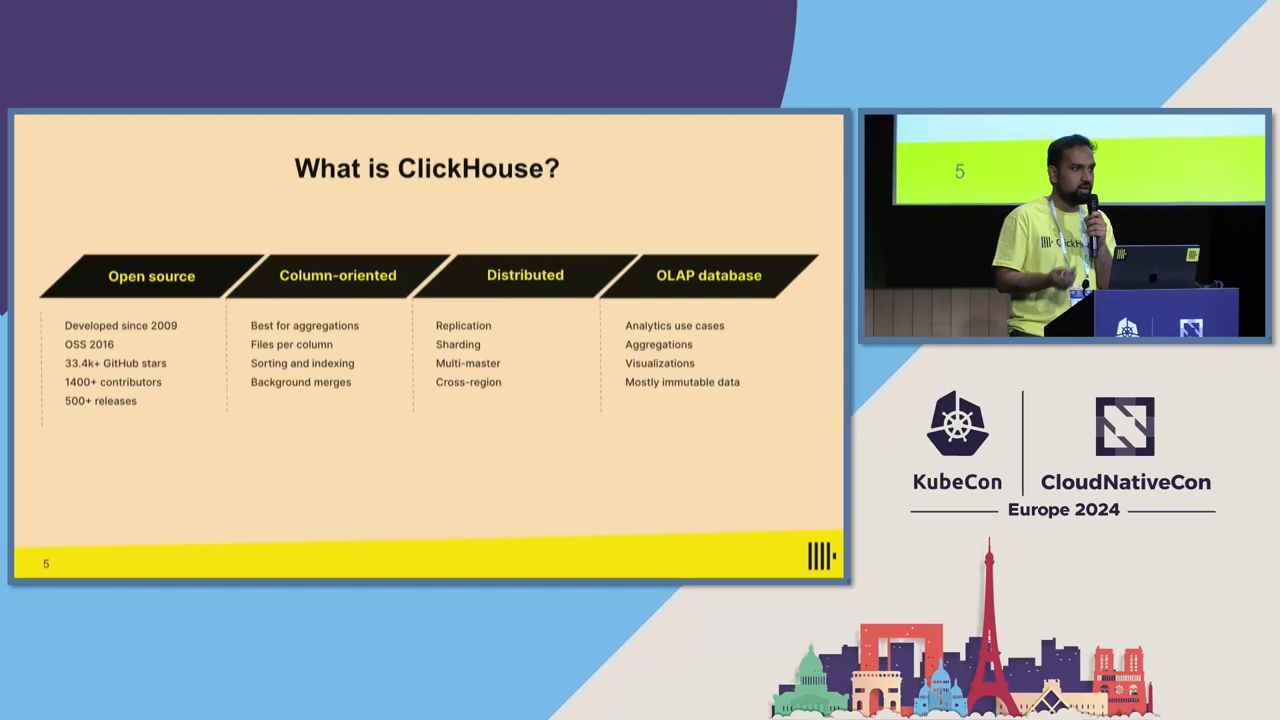 What is ClickHouse?
Open source
Developed since 2009
OSS 2016
33.4k+ GitHub stars
1400+ contributors
500+ releases
Column-oriented
Best for aggregations
Files per column
Sorting and indexing
Background merges
Distributed
Replication
Sharding
Multi-master
Cross-region
OLAP database
Analytics use cases
Aggregations
Visualizations
Mostly immutable data
5
5
KubeCon
CloudNativeCon
Europe 2024